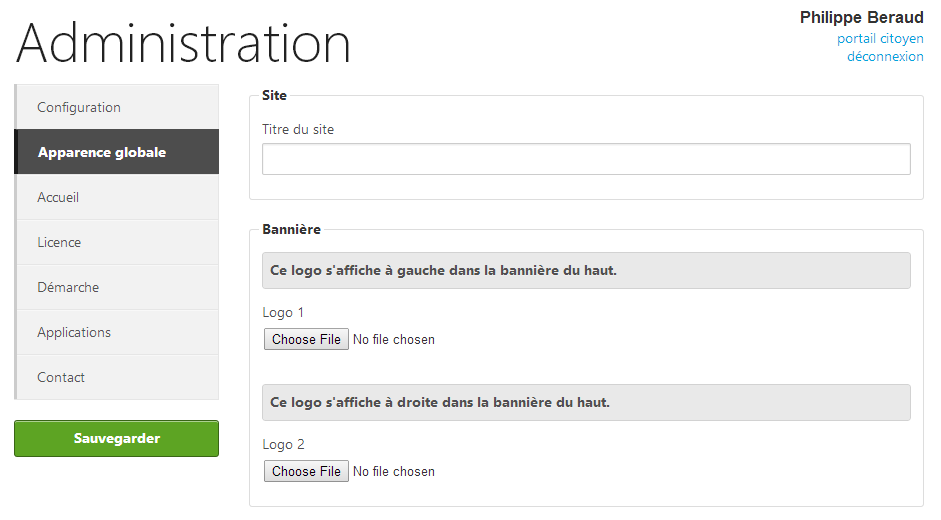 Administration
Philippe Beraud
portail citoyen
déconnexion
Configuration
Apparence globale
Accueil
Licence
Démarche
Applications
Contact
Sauvegarder
Site
Titre du site
Bannière
Ce logo s'affiche à gauche dans la bannière du haut.
Logo 1
Choose File No file chosen
Ce logo s'affiche à droite dans la bannière du haut.
Logo 2
Choose File No file chosen